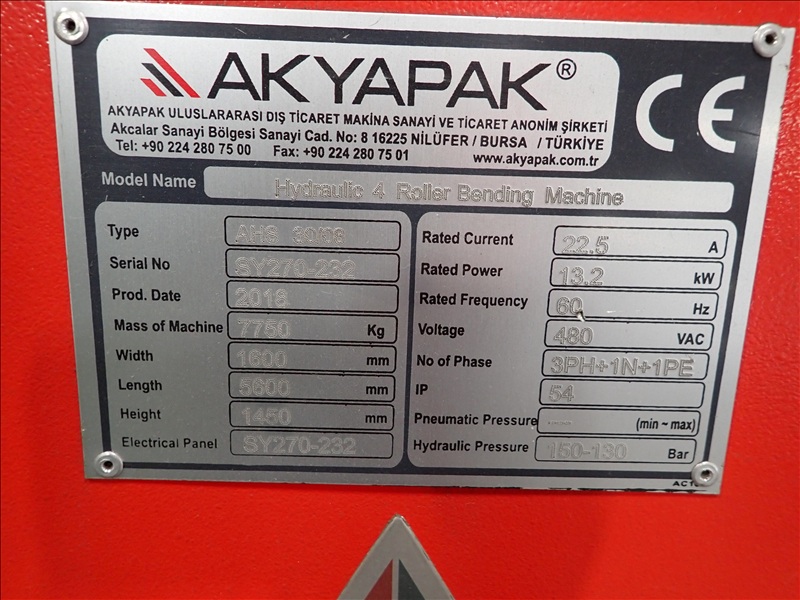 AKYAPAK®
AKYAPAK ULUSLARARASI DIŞ TİCARET MAKİNA SANAYİ VE TİCARET ANONİM ŞİRKETİ
Akcalar Sanayi Bölgesi Sanayi Cad. No: 8 16225 NİLÜFER / BURSA / TÜRKİYE
Tel: +90 224 280 75 00 Fax: +90 224 280 75 01 www.akyapak.com.tr
CE
Model Name Hydraulic 4 Roller Bending Machine
Type AHS 30/06
Serial No SY270-232
Prod. Date 2018
Mass of Machine 7750 Kg
Width 1600 mm
Length 5600 mm
Height 1450 mm
Electrical Panel SY270-232
Rated Current 22.5 A
Rated Power 13.2 kW
Rated Frequency 60 Hz
Voltage 480 VAC
No of Phase 3PH+1N+1PE
IP 54
Pneumatic Pressure ---- (min ~ max)
Hydraulic Pressure 150-130 Bar